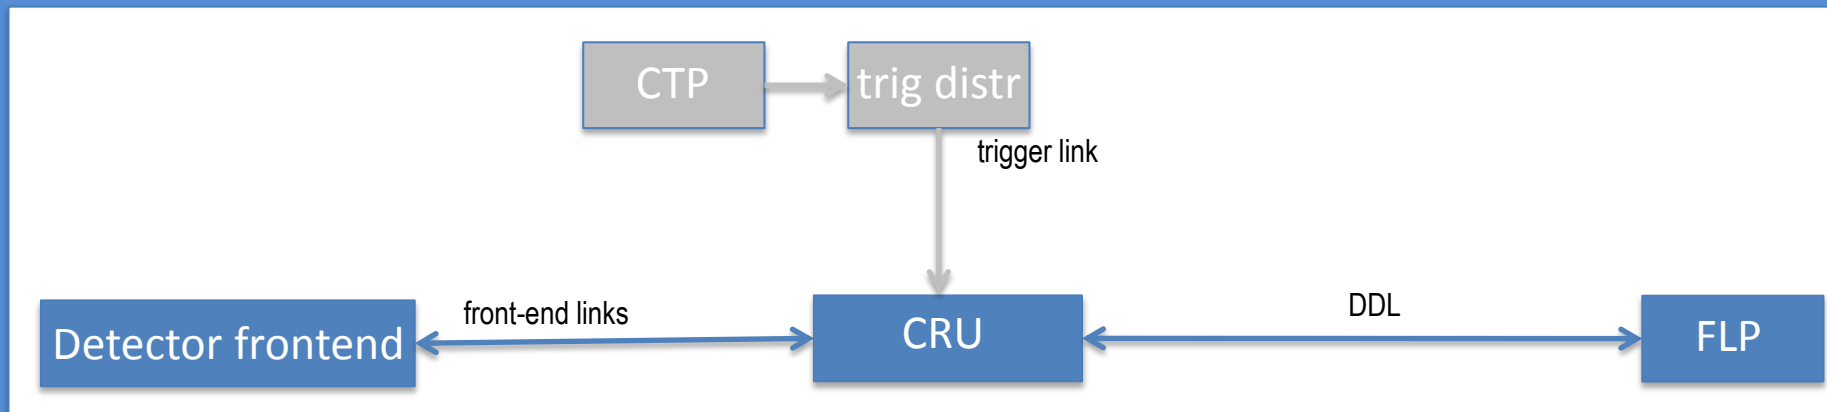 CTP
trig distr
trigger link
Detector frontend
front-end links
CRU
DDL
FLP